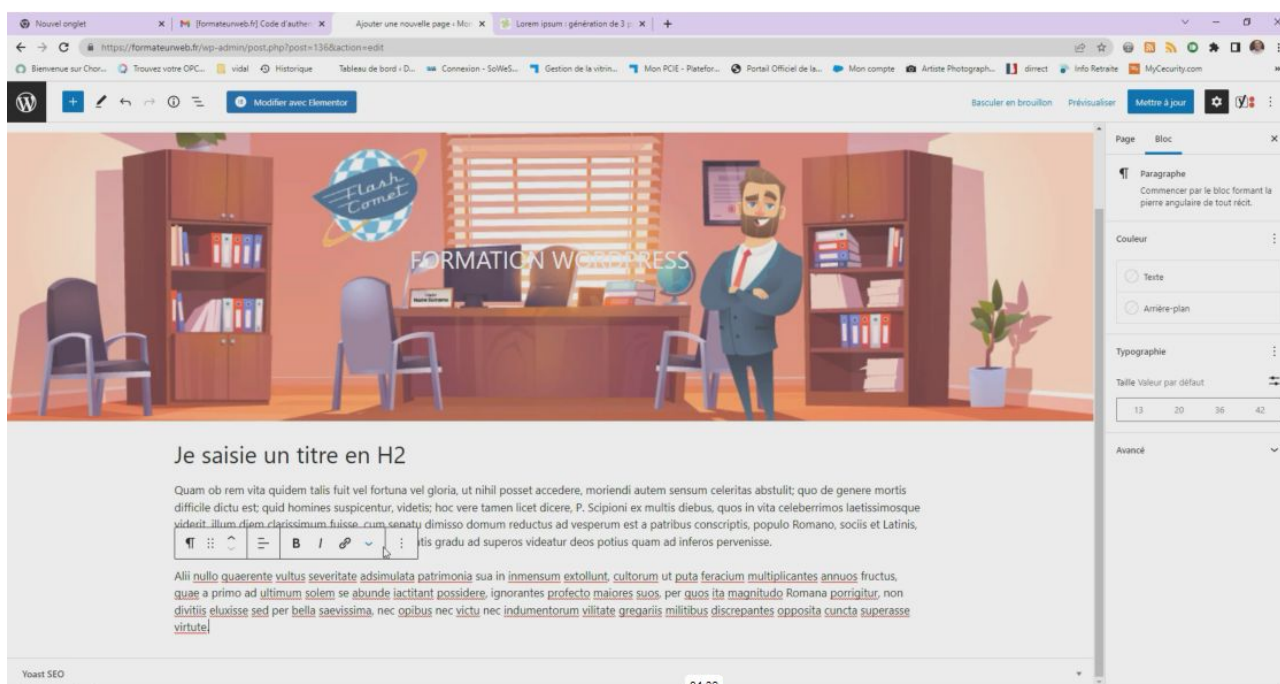 Nouvel onglet
[formateurweb.fr] Code d'authen
Ajouter une nouvelle page ‹ Mor
Lorem ipsum : génération de 3 p
https://formateurweb.fr/wp-admin/post.php?post=136&action=edit
Bienvenue sur Chor...
Trouvez votre OPC...
vidal
Historique
Tableau de bord ‹ D...
Connexion - SoWeS...
Gestion de la vitrin...
Mon PCIE - Platefor...
Portail Officiel de la...
Mon compte
Artiste Photograph...
dirrect
Info Retraite
MyCecurity.com
Modifier avec Elementor
Basculer en brouillon
Prévisualiser
Mettre à jour
Page
Bloc
Paragraphe
Commencer par le bloc formant la
pierre angulaire de tout récit.
Couleur
Texte
Arrière-plan
Typographie
Taille Valeur par défaut
13 20 36 42
Avancé
Flash
Comet
FORMATION WORDPRESS
Je saisie un titre en H2
Quam ob rem vita quidem talis fuit vel fortuna vel gloria, ut nihil posset accedere, moriendi autem sensum celeritas abstulit; quo de genere mortis
difficile dictu est; quid homines suspicentur, videtis; hoc vere tamen licet dicere, P. Scipioni ex multis diebus, quos in vita celeberrimos laetissimosque
viderit, illum diem clarissimum fuisse, cum senatu dimisso domum reductus ad vesperum est a patribus conscriptis, populo Romano, sociis et Latinis,
B I
tis gradu ad superos videatur deos potius quam ad inferos pervenisse.
Alii nullo quaerente vultus severitate adsimulata patrimonia sua in inmensum extollunt, cultorum ut puta feracium multiplicantes annuos fructus,
quae a primo ad ultimum solem se abunde iactitant possidere, ignorantes profecto maiores suos, per quos ita magnitudo Romana porrigitur, non
divitiis eluxisse sed per bella saevissima, nec opibus nec victu nec indumentorum vilitate gregariis militibus discrepantes opposita cuncta superasse
virtute.
Yoast SEO